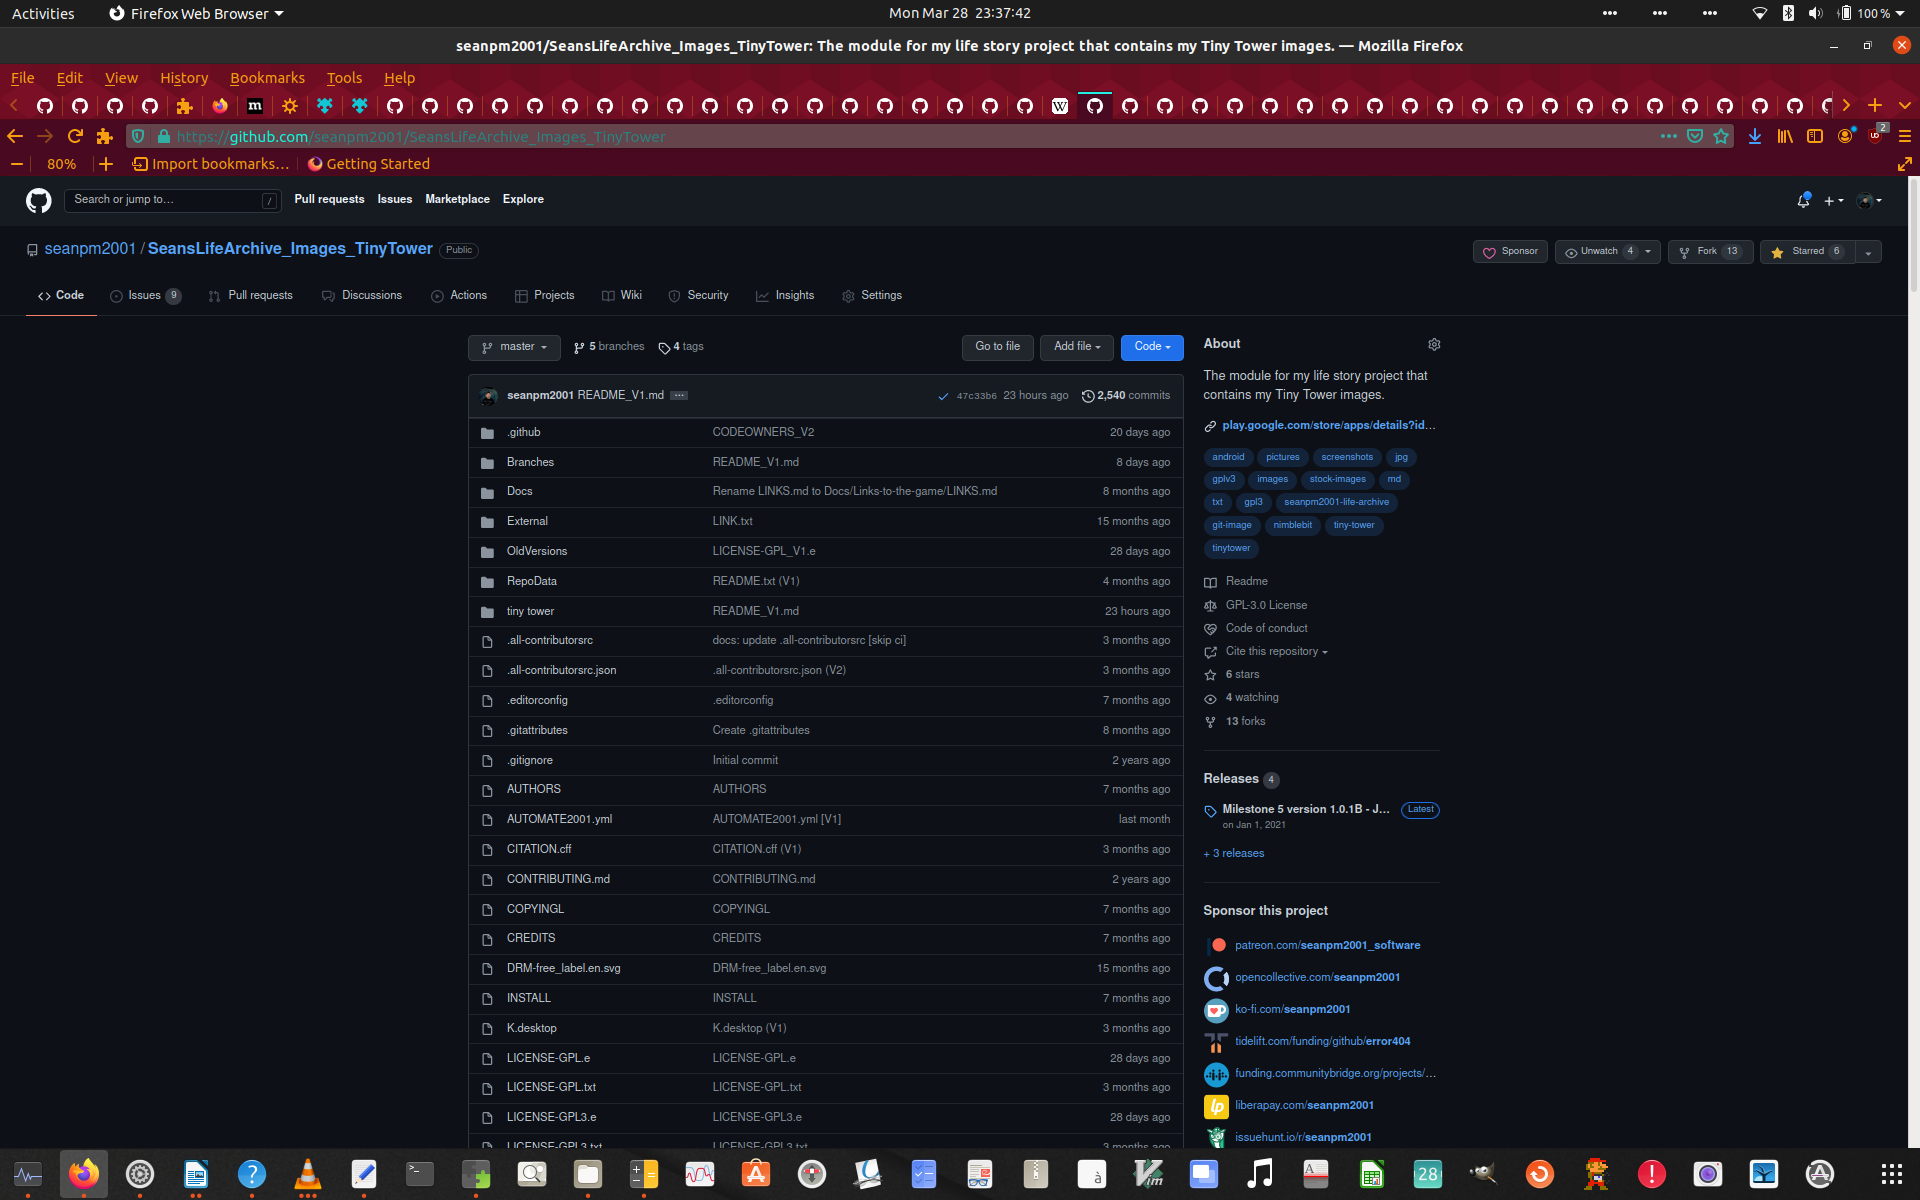 Activities
Firefox Web Browser
Mon Mar 28 23:37:42
100 %
seanpm2001/SeansLifeArchive_Images_TinyTower: The module for my life story project that contains my Tiny Tower images. — Mozilla Firefox
File Edit View History Bookmarks Tools Help
https://github.com/seanpm2001/SeansLifeArchive_Images_TinyTower
2
80% Import bookmarks... Getting Started
Search or jump to... / Pull requests Issues Marketplace Explore
seanpm2001 / SeansLifeArchive_Images_TinyTower Public
Sponsor Unwatch 4 Fork 13 Starred 6
Code Issues 9 Pull requests Discussions Actions Projects Wiki Security Insights Settings
master 5 branches 4 tags Go to file Add file Code
seanpm2001 README_V1.md ... 47c33b6 23 hours ago 2,540 commits
.github CODEOWNERS_V2 20 days ago
Branches README_V1.md 8 days ago
Docs Rename LINKS.md to Docs/Links-to-the-game/LINKS.md 8 months ago
External LINK.txt 15 months ago
OldVersions LICENSE-GPL_V1.e 28 days ago
RepoData README.txt (V1) 4 months ago
tiny tower README_V1.md 23 hours ago
.all-contributorsrc docs: update .all-contributorsrc [skip ci] 3 months ago
.all-contributorsrc.json .all-contributorsrc.json (V2) 3 months ago
.editorconfig .editorconfig 7 months ago
.gitattributes Create .gitattributes 8 months ago
.gitignore Initial commit 2 years ago
AUTHORS AUTHORS 7 months ago
AUTOMATE2001.yml AUTOMATE2001.yml [V1] last month
CITATION.cff CITATION.cff (V1) 3 months ago
CONTRIBUTING.md CONTRIBUTING.md 2 years ago
COPYINGL COPYINGL 7 months ago
CREDITS CREDITS 7 months ago
DRM-free_label.en.svg DRM-free_label.en.svg 15 months ago
INSTALL INSTALL 7 months ago
K.desktop K.desktop (V1) 3 months ago
LICENSE-GPL.e LICENSE-GPL.e 28 days ago
LICENSE-GPL.txt LICENSE-GPL.txt 3 months ago
LICENSE-GPL3.e LICENSE-GPL3.e 28 days ago
LICENSE-GPL3.txt LICENSE-GPL3.txt 3 months ago
About
The module for my life story project that
contains my Tiny Tower images.
play.google.com/store/apps/details?id...
android pictures screenshots jpg
gplv3 images stock-images md
txt gpl3 seanpm2001-life-archive
git-image nimblebit tiny-tower
tinytower
Readme
GPL-3.0 License
Code of conduct
Cite this repository
6 stars
4 watching
13 forks
Releases 4
Milestone 5 version 1.0.1B - J... Latest
on Jan 1, 2021
+ 3 releases
Sponsor this project
patreon.com/seanpm2001_software
opencollective.com/seanpm2001
ko-fi.com/seanpm2001
tidelift.com/funding/github/error404
funding.communitybridge.org/projects/...
liberapay.com/seanpm2001
issuehunt.io/r/seanpm2001
28